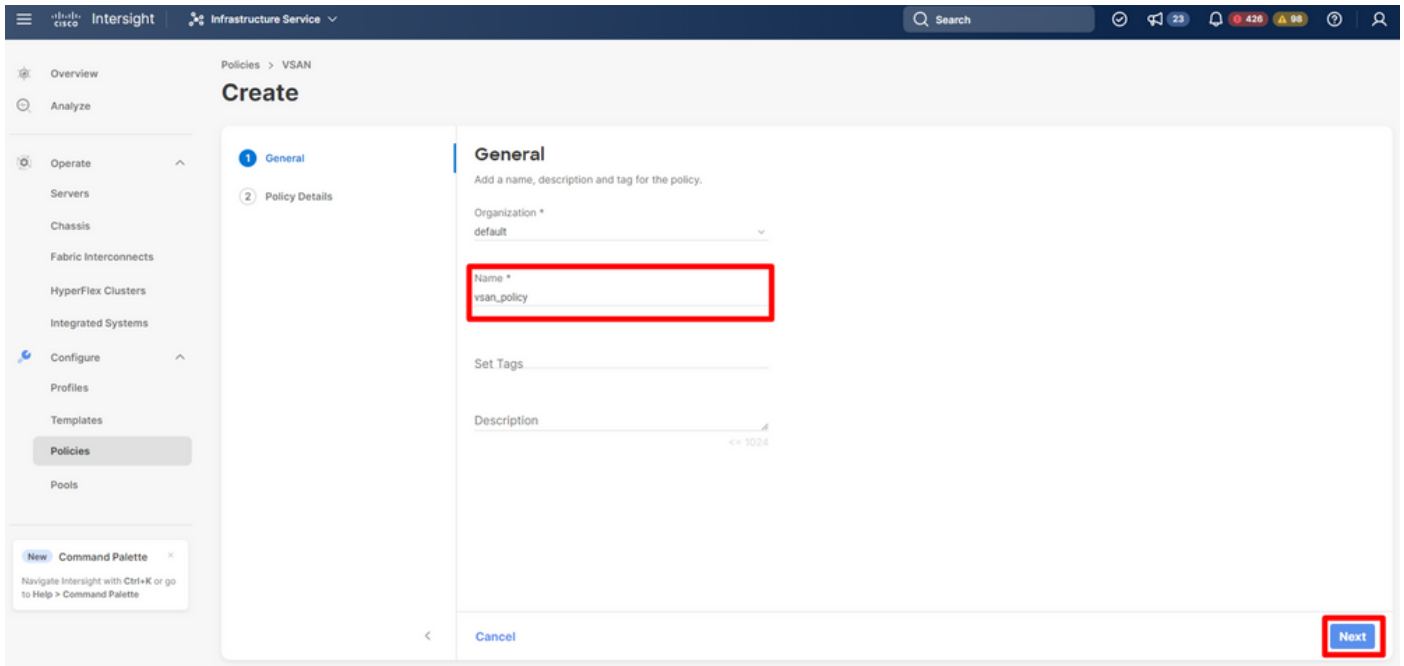 cisco Intersight Infrastructure Service Search 23 426 98
Policies > VSAN
Create
Overview
Analyze
Operate
Servers
Chassis
Fabric Interconnects
HyperFlex Clusters
Integrated Systems
Configure
Profiles
Templates
Policies
Pools
New Command Palette
Navigate Intersight with Ctrl+K or go
to Help > Command Palette
1 General
2 Policy Details
General
Add a name, description and tag for the policy.
Organization *
default
Name *
vsan_policy
Set Tags
Description
<= 1024
Cancel
Next